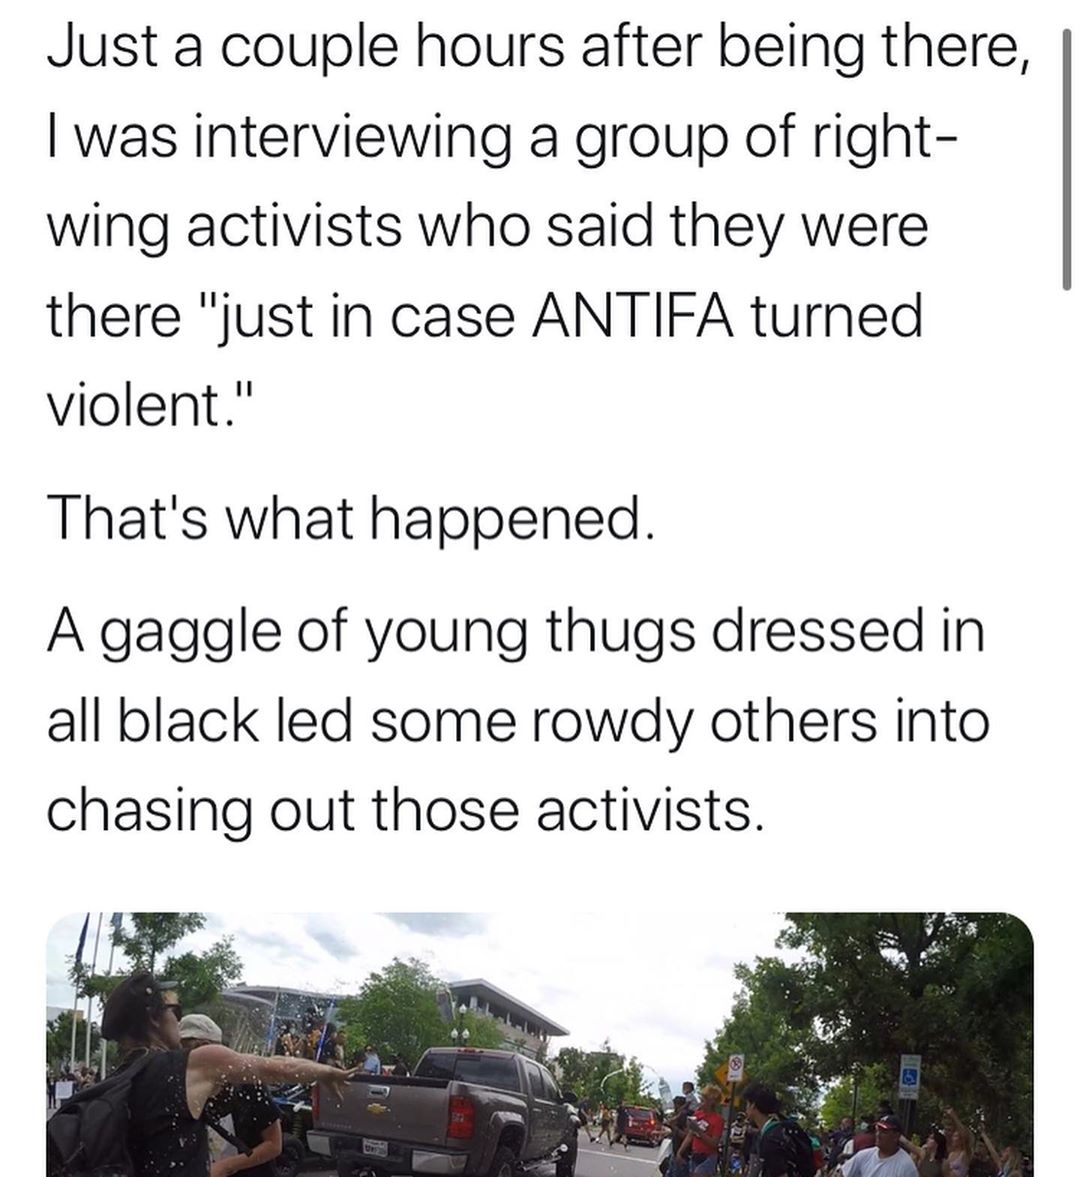 Just a couple hours after being there,
I was interviewing a group of right-
wing activists who said they were
there "just in case ANTIFA turned
violent."
That's what happened.
A gaggle of young thugs dressed in
all black led some rowdy others into
chasing out those activists.